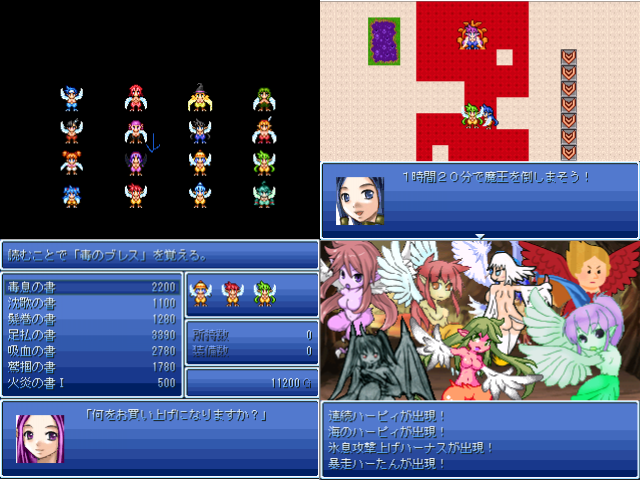 1時間20分で魔王を倒しまそう！
読むことで「毒のブレス」を覚える。
毒息の書 2200
沈歌の書 1100
髪巻の書 1280
足払の書 3390
吸血の書 2780
鷲掴の書 1780
火炎の書Ⅰ 500
所持数 0
装備数 0
11200G
「何をお買い上げになりますか？」
連続ハーピィが出現！
海のハーピィが出現！
氷息攻撃上げハーナスが出現！
暴走ハーたんが出現！